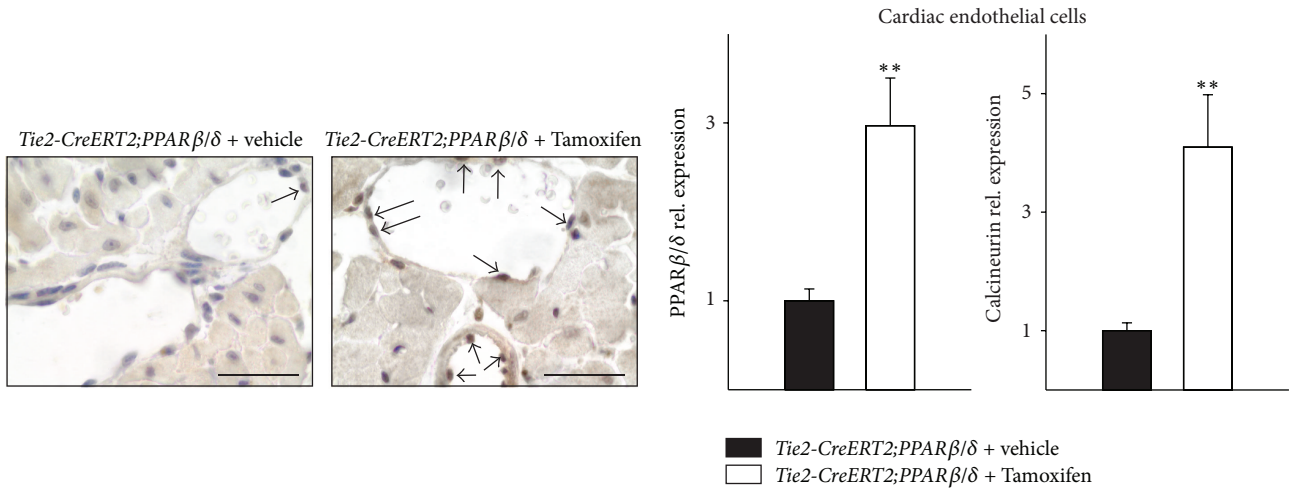 Cardiac endothelial cells
Tie2-CreERT2;PPARβ/δ + vehicle
Tie2-CreERT2;PPARβ/δ + Tamoxifen
PPARβ/δ rel. expression
3
1
**
Calcineurin rel. expression
5
3
1
**
Tie2-CreERT2;PPARβ/δ + vehicle
Tie2-CreERT2;PPARβ/δ + Tamoxifen